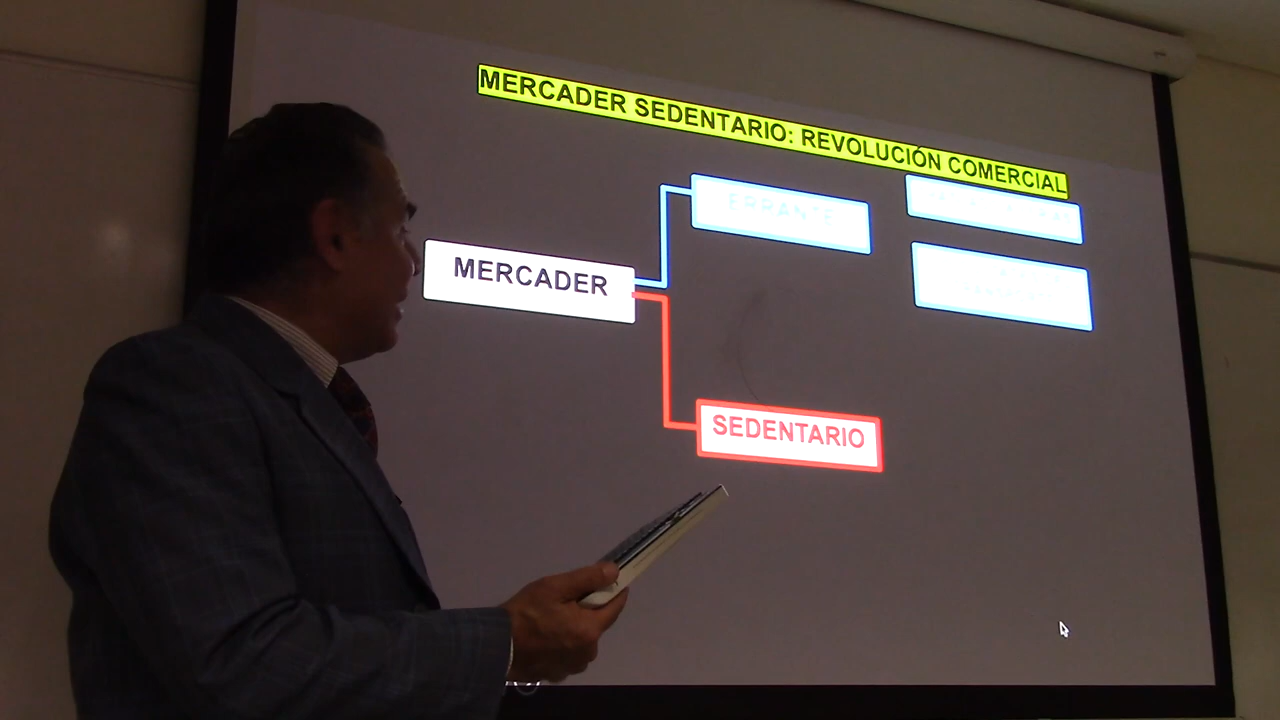 MERCADER SEDENTARIO: REVOLUCIÓN COMERCIAL
ERRANTE
MERCADER
SEDENTARIO